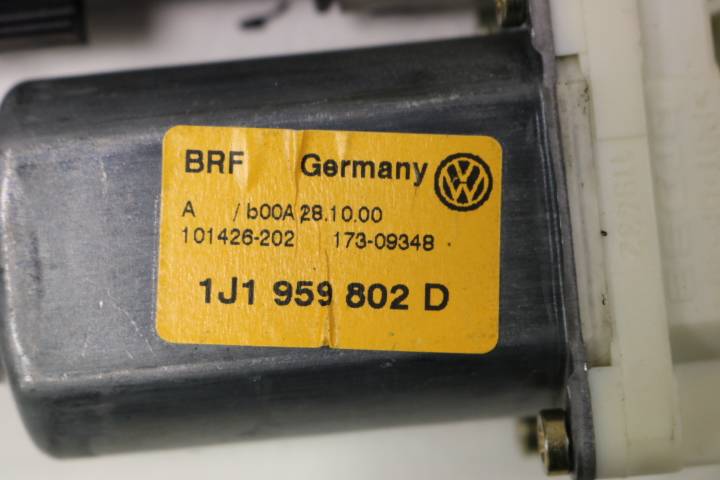 BRF Germany
A /b00A 28.10.00
101426-202 173-09348
1J1 959 802 D